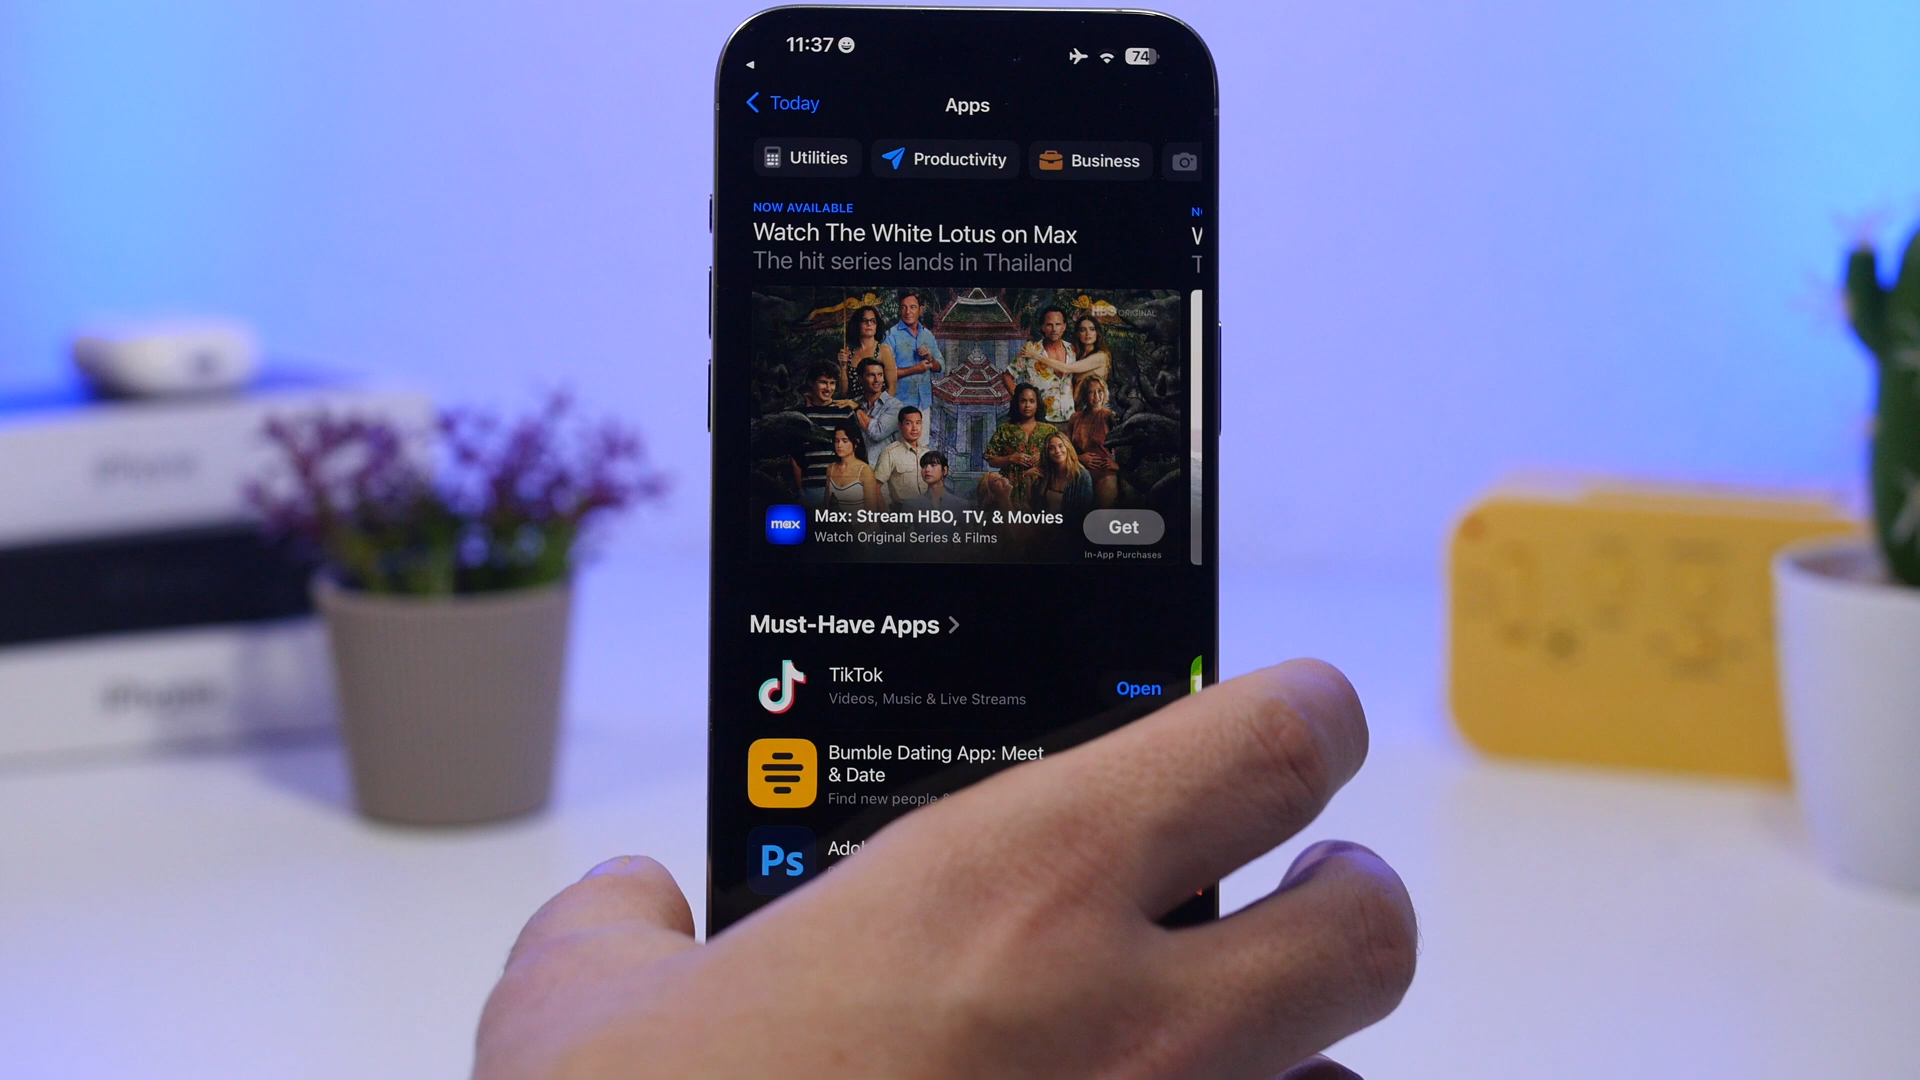 11:37
74
Today
Apps
Utilities
Productivity
Business
NOW AVAILABLE
Watch The White Lotus on Max
The hit series lands in Thailand
HBO ORIGINAL
max
Max: Stream HBO, TV, & Movies
Watch Original Series & Films
Get
In-App Purchases
Must-Have Apps
TikTok
Videos, Music & Live Streams
Open
Bumble Dating App: Meet
& Date
Find new people
Ps